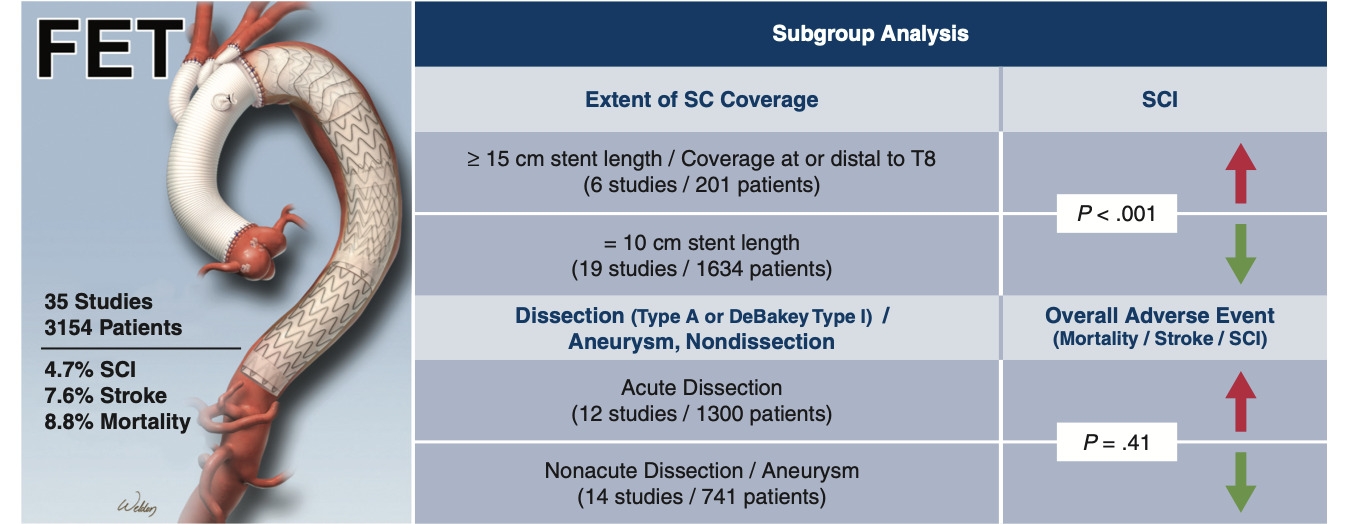 FET
35 Studies
3154 Patients
4.7% SCI
7.6% Stroke
8.8% Mortality
Welden
Subgroup Analysis
Extent of SC Coverage
SCI
≥ 15 cm stent length / Coverage at or distal to T8
(6 studies / 201 patients)
P < .001
= 10 cm stent length
(19 studies / 1634 patients)
Dissection (Type A or DeBakey Type I) /
Aneurysm, Nondissection
Overall Adverse Event
(Mortality / Stroke / SCI)
Acute Dissection
(12 studies / 1300 patients)
P = .41
Nonacute Dissection / Aneurysm
(14 studies / 741 patients)